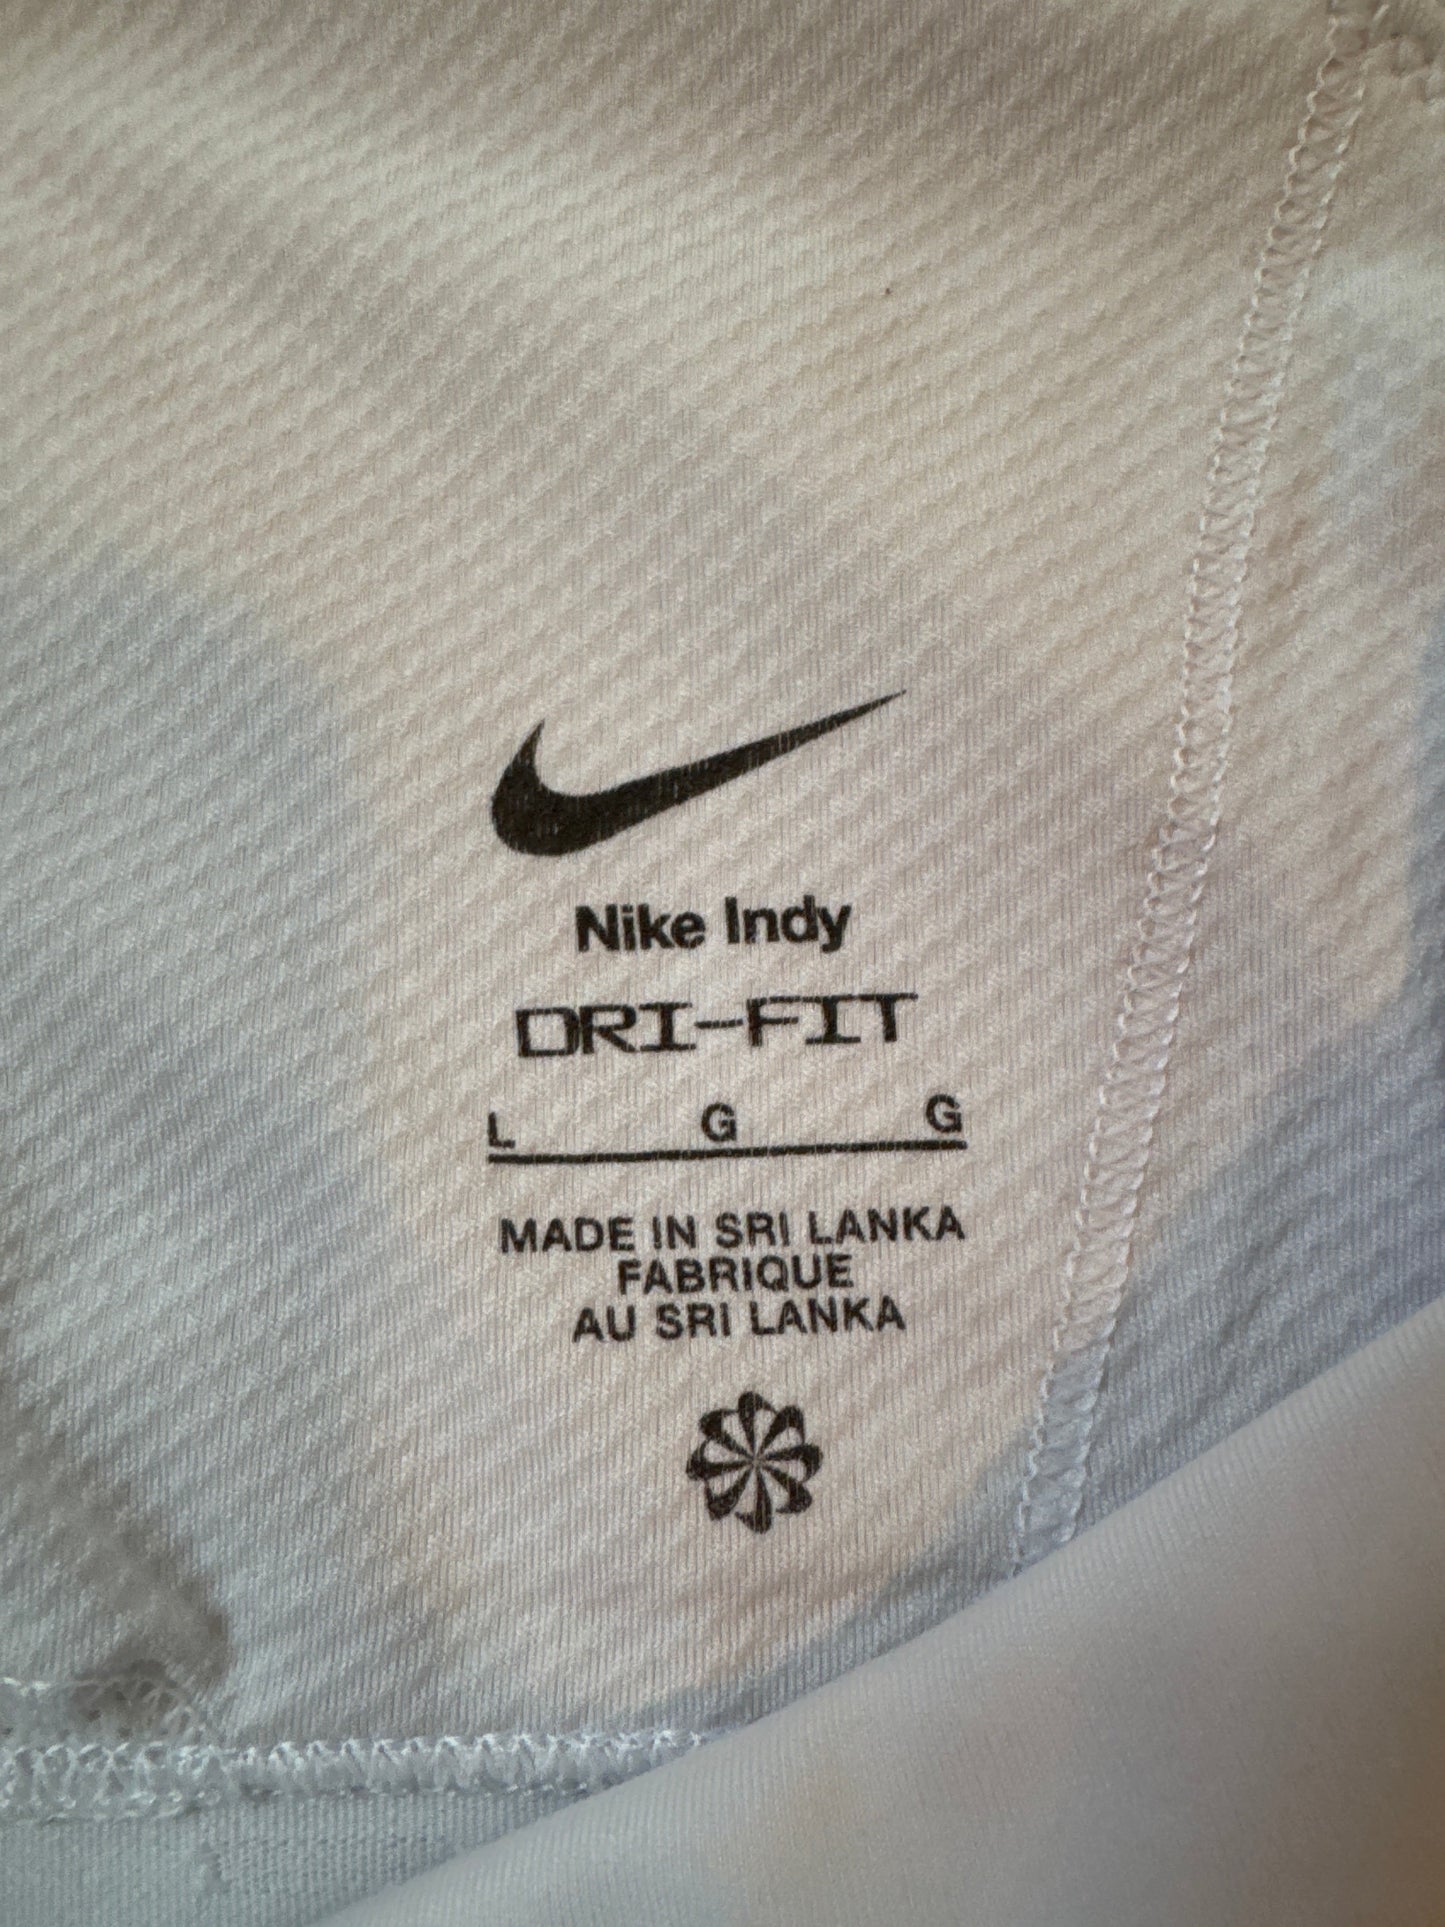 Nike Indy
DRI-FIT
L G G
MADE IN SRI LANKA
FABRIQUE
AU SRI LANKA